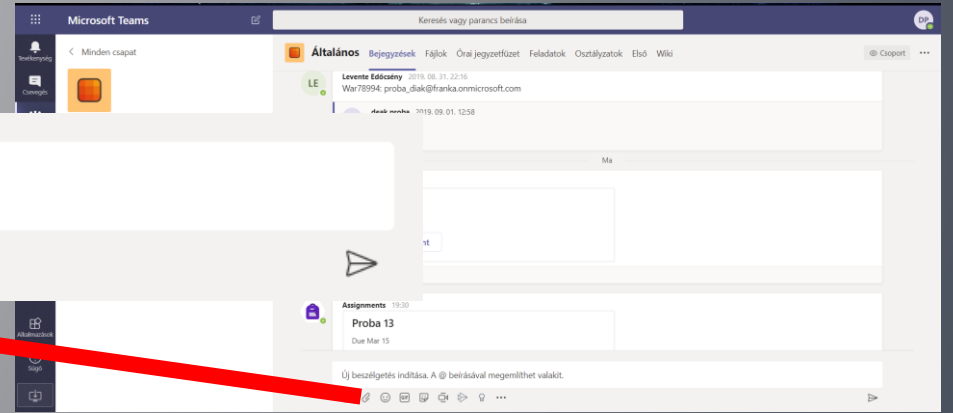 Microsoft Teams
Keresés vagy parancs beírása
DP
Tevékenység
Csevegés
Minden csapat
Általános Bejegyzések Fájlok Órai jegyzetfüzet Feladatok Osztályzatok Első Wiki
Csoport
LE
Levente Edőcsény 2019. 08. 31. 22:16
War78994: proba_diak@franka.onmicrosoft.com
deak proba 2019. 09. 01. 12:58
Ma
nt
Assignments 19:30
Proba 13
Due Mar 15
Alkalmazások
Súgó
Új beszélgetés indítása. A @ beírásával megemlíthet valakit.
GIF